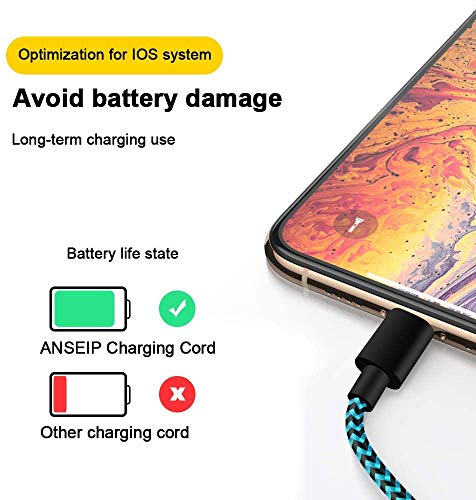 Optimization for IOS system
Avoid battery damage
Long-term charging use
Battery life state
ANSEIP Charging Cord
Other charging cord